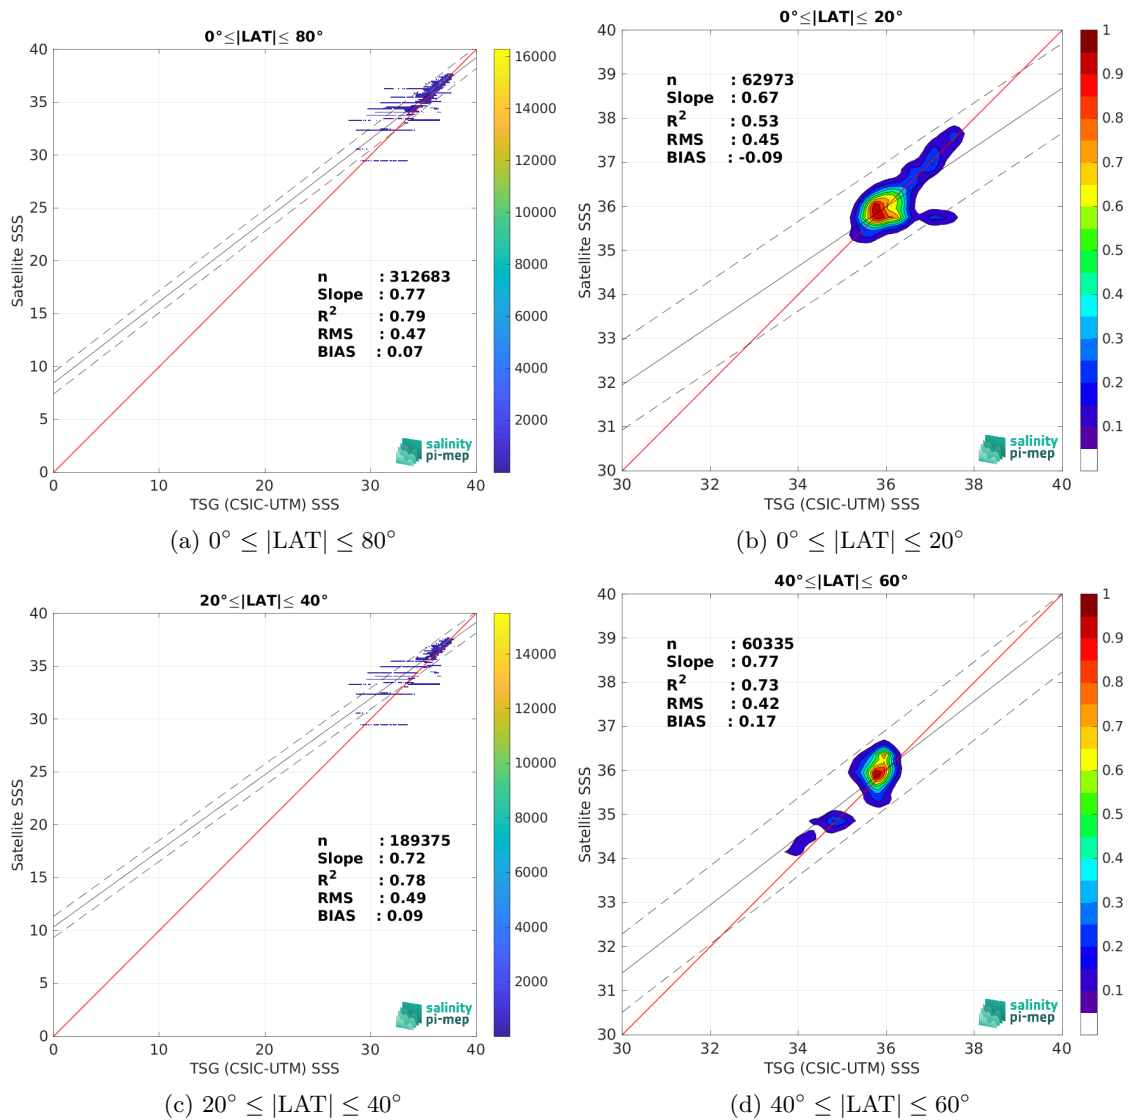 0°≤|LAT|≤ 80°
40
35
30
25
20
15
10
5
0
Satellite SSS
n : 312683
Slope : 0.77
R² : 0.79
RMS : 0.47
BIAS : 0.07
salinity
pi-mep
0 10 20 30 40
TSG (CSIC-UTM) SSS
16000
14000
12000
10000
8000
6000
4000
2000
(a) 0° ≤ |LAT| ≤ 80°
0°≤|LAT|≤ 20°
40
39
38
37
36
35
34
33
32
31
30
Satellite SSS
n : 62973
Slope : 0.67
R² : 0.53
RMS : 0.45
BIAS : -0.09
salinity
pi-mep
30 32 34 36 38 40
TSG (CSIC-UTM) SSS
1
0.9
0.8
0.7
0.6
0.5
0.4
0.3
0.2
0.1
(b) 0° ≤ |LAT| ≤ 20°
20°≤|LAT|≤ 40°
40
35
30
25
20
15
10
5
0
Satellite SSS
n : 189375
Slope : 0.72
R² : 0.78
RMS : 0.49
BIAS : 0.09
salinity
pi-mep
0 10 20 30 40
TSG (CSIC-UTM) SSS
14000
12000
10000
8000
6000
4000
2000
(c) 20° ≤ |LAT| ≤ 40°
40°≤|LAT|≤ 60°
40
39
38
37
36
35
34
33
32
31
30
Satellite SSS
n : 60335
Slope : 0.77
R² : 0.73
RMS : 0.42
BIAS : 0.17
salinity
pi-mep
30 32 34 36 38 40
TSG (CSIC-UTM) SSS
1
0.9
0.8
0.7
0.6
0.5
0.4
0.3
0.2
0.1
(d) 40° ≤ |LAT| ≤ 60°